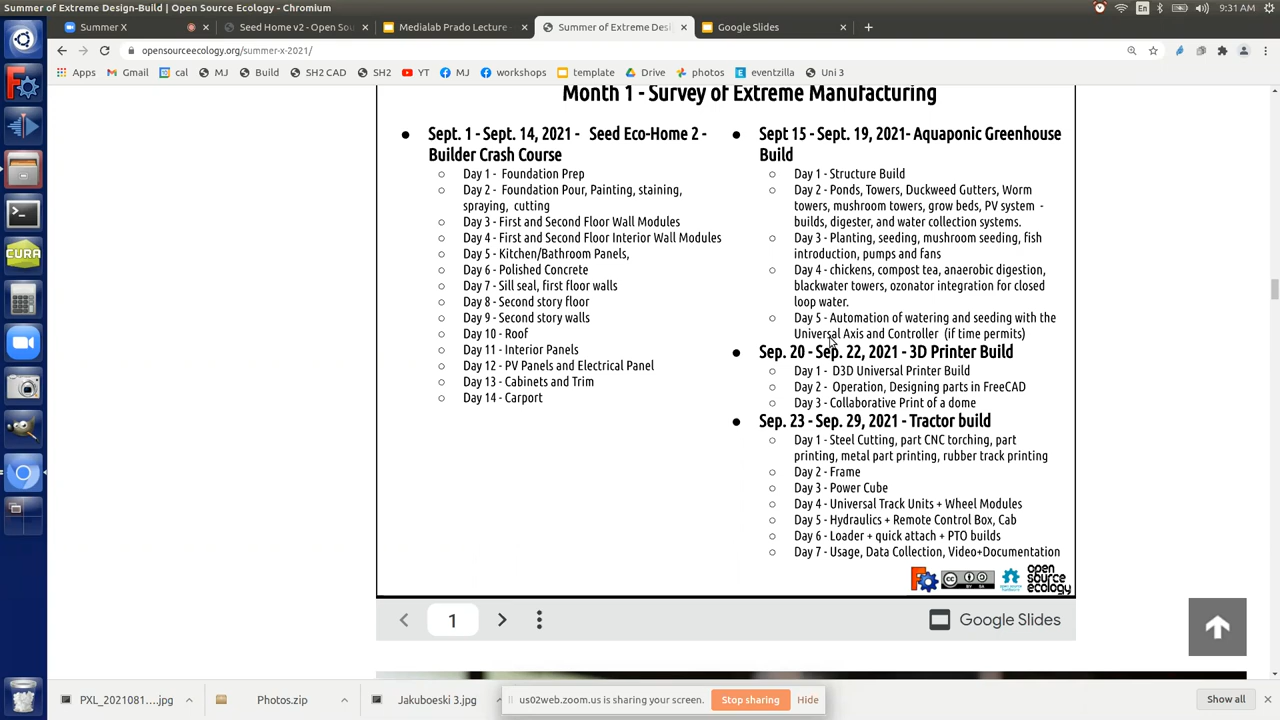 Summer of Extreme Design-Build | Open Source Ecology - Chromium
En
9:31 AM
Summer X
Seed Home v2 - Open Sou
Medialab Prado Lecture -
Summer of Extreme Desi
Google Slides
opensourceecology.org/summer-x-2021/
Apps
Gmail
cal
MJ
Build
SH2 CAD
SH2
YT
MJ
workshops
template
Drive
photos
eventzilla
Uni 3
Month 1 - Survey of Extreme Manufacturing
Sept. 1 - Sept. 14, 2021 - Seed Eco-Home 2 -
Builder Crash Course
Day 1 - Foundation Prep
Day 2 - Foundation Pour, Painting, staining,
spraying, cutting
Day 3 - First and Second Floor Wall Modules
Day 4 - First and Second Floor Interior Wall Modules
Day 5 - Kitchen/Bathroom Panels,
Day 6 - Polished Concrete
Day 7 - Sill seal, first floor walls
Day 8 - Second story floor
Day 9 - Second story walls
Day 10 - Roof
Day 11 - Interior Panels
Day 12 - PV Panels and Electrical Panel
Day 13 - Cabinets and Trim
Day 14 - Carport
Sept 15 - Sept. 19, 2021- Aquaponic Greenhouse
Build
Day 1 - Structure Build
Day 2 - Ponds, Towers, Duckweed Gutters, Worm
towers, mushroom towers, grow beds, PV system -
builds, digester, and water collection systems.
Day 3 - Planting, seeding, mushroom seeding, fish
introduction, pumps and fans
Day 4 - chickens, compost tea, anaerobic digestion,
blackwater towers, ozonator integration for closed
loop water.
Day 5 - Automation of watering and seeding with the
Universal Axis and Controller (if time permits)
Sep. 20 - Sep. 22, 2021 - 3D Printer Build
Day 1 - D3D Universal Printer Build
Day 2 - Operation, Designing parts in FreeCAD
Day 3 - Collaborative Print of a dome
Sep. 23 - Sep. 29, 2021 - Tractor build
Day 1 - Steel Cutting, part CNC torching, part
printing, metal part printing, rubber track printing
Day 2 - Frame
Day 3 - Power Cube
Day 4 - Universal Track Units + Wheel Modules
Day 5 - Hydraulics + Remote Control Box, Cab
Day 6 - Loader + quick attach + PTO builds
Day 7 - Usage, Data Collection, Video+Documentation
open
source
ecology
CURA
1
Google Slides
PXL_2021081....jpg
Photos.zip
Jakuboeski 3.jpg
us02web.zoom.us is sharing your screen.
Stop sharing
Hide
Show all